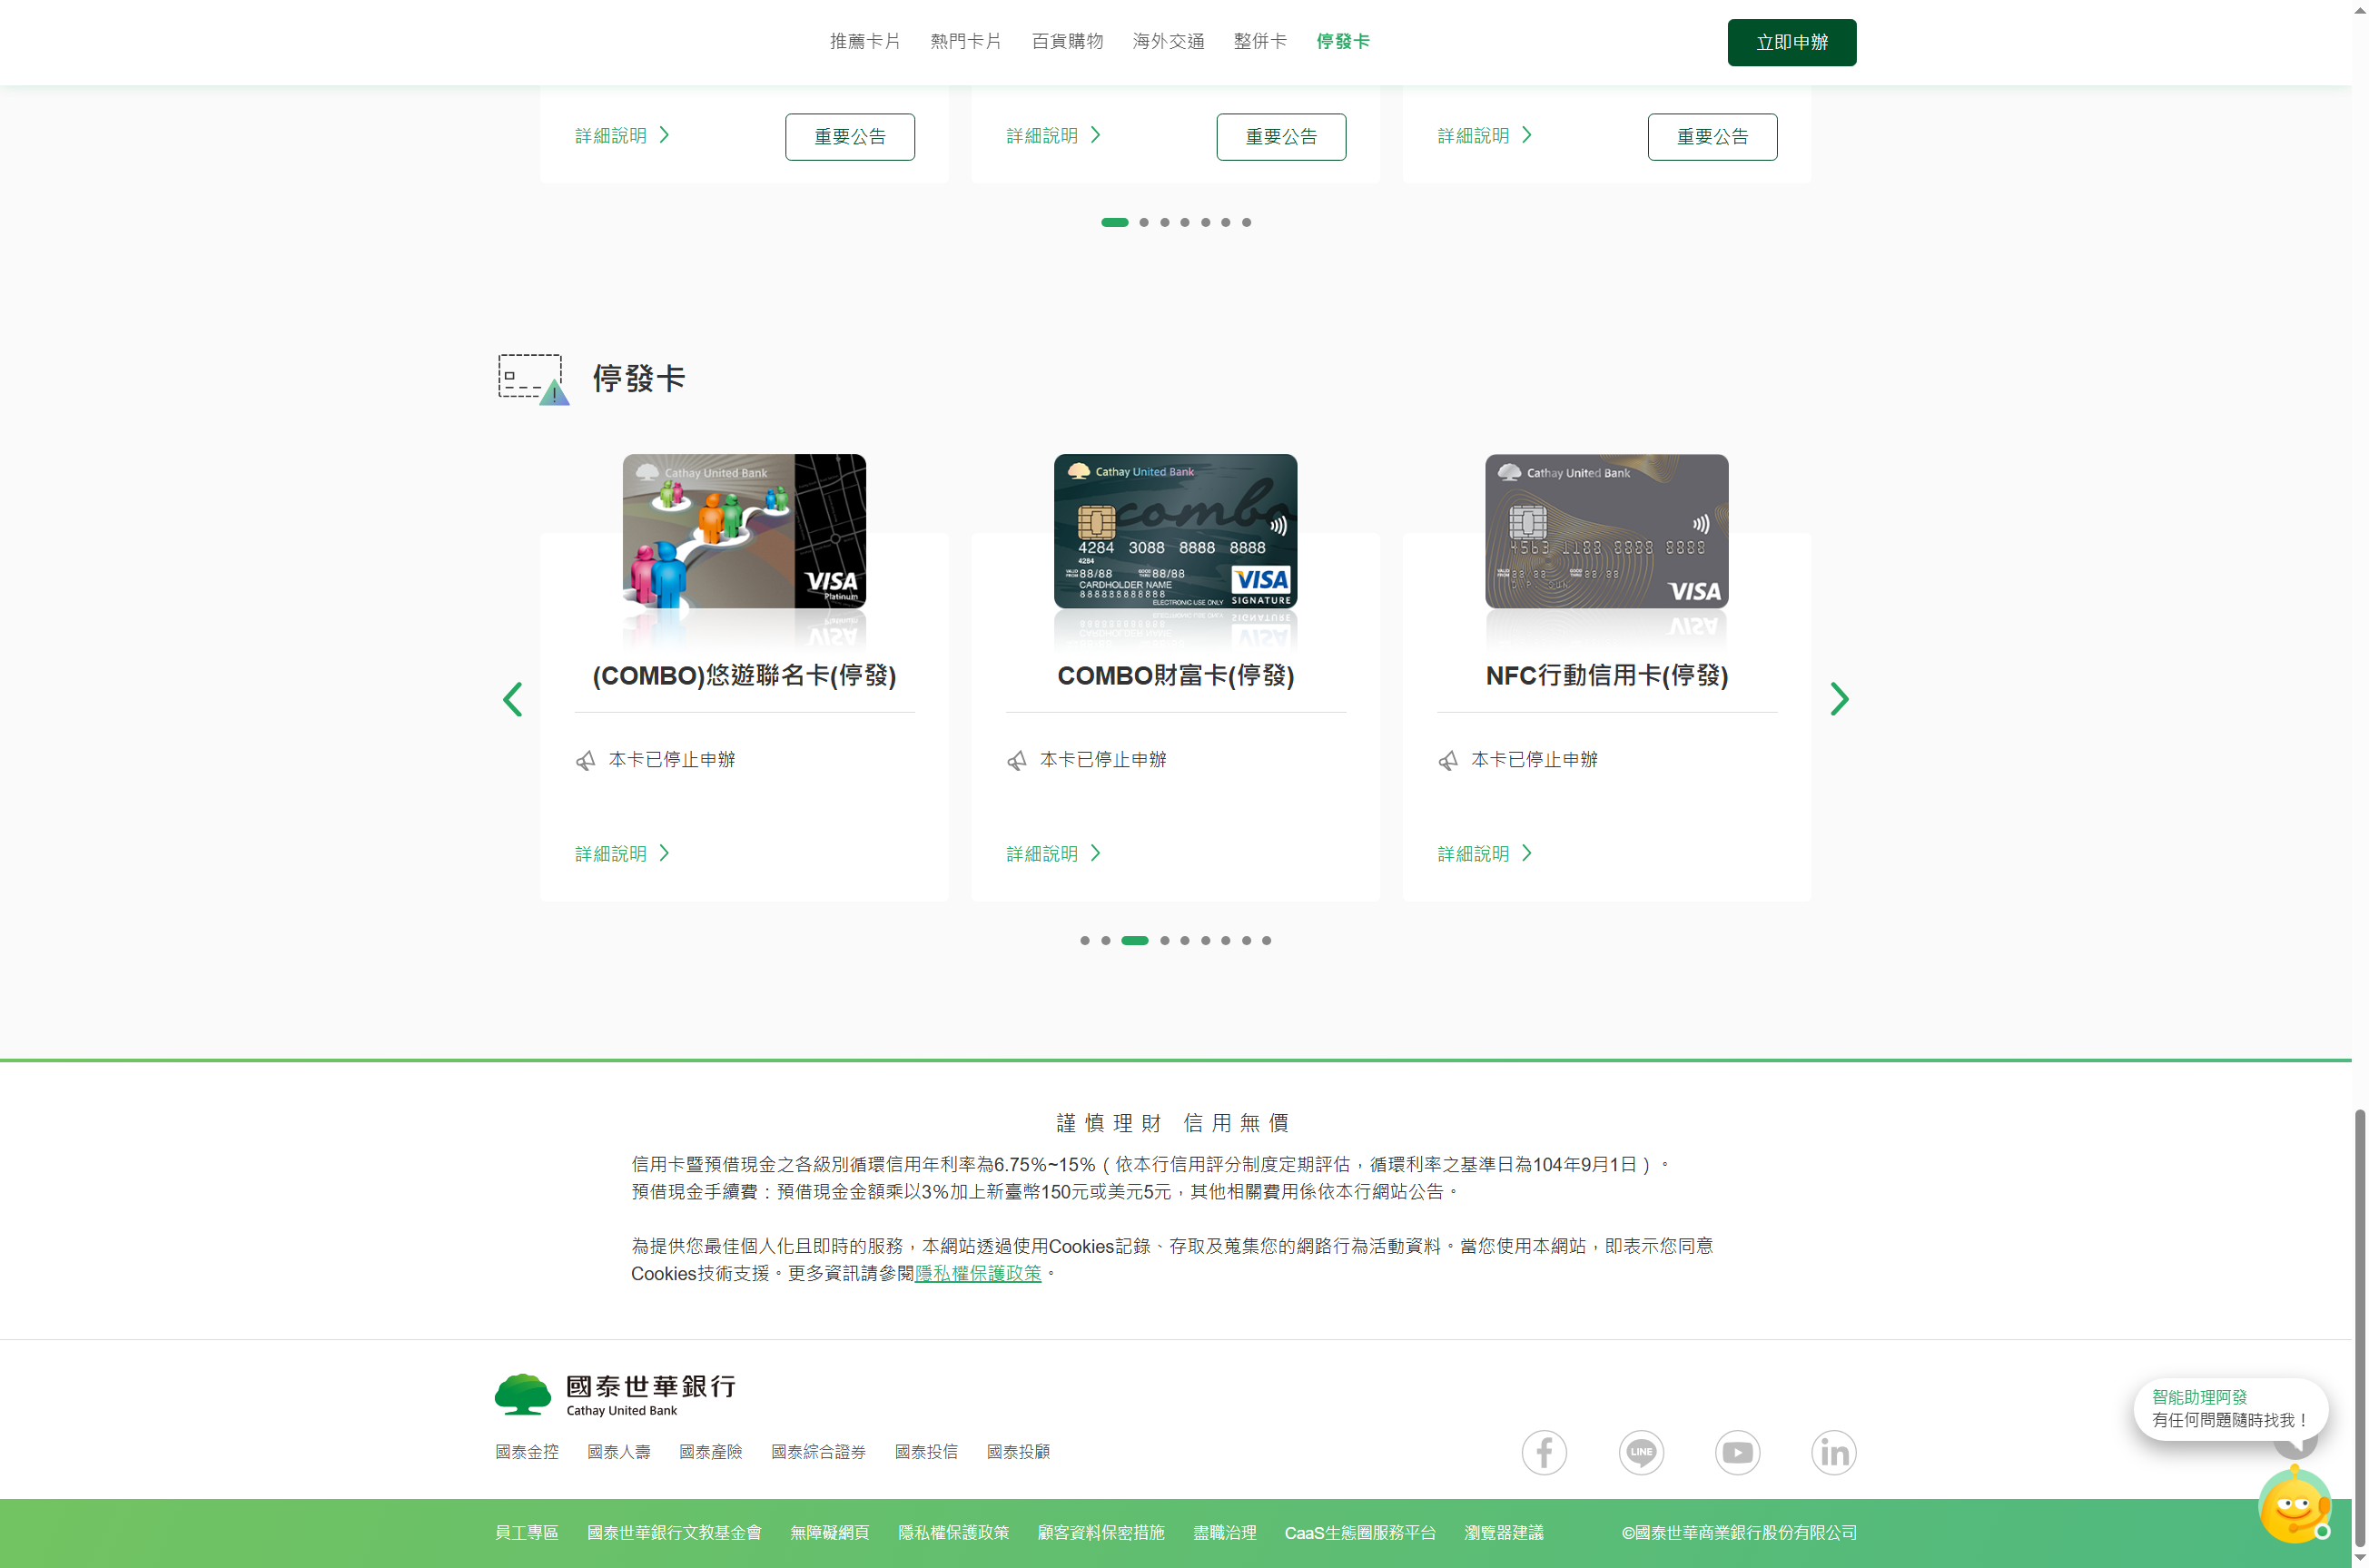 推薦卡片 熱門卡片 百貨購物 海外交通 整併卡 停發卡 立即申辦
詳細說明 重要公告 詳細說明 重要公告 詳細說明 重要公告
停發卡
Cathay United Bank
VISA
Platinum
Cathay United Bank
combo
4284 3088 8888 8888
4284
VALID FROM 88/88 GOOD THRU 88/88
CARDHOLDER NAME
888888888888
ELECTRONIC USE ONLY
VISA
SIGNATURE
Cathay United Bank
4563 1188 8888 8888
88/88 88/88
VISA
(COMBO)悠遊聯名卡(停發) COMBO財富卡(停發) NFC行動信用卡(停發)
本卡已停止申辦 本卡已停止申辦 本卡已停止申辦
詳細說明 詳細說明 詳細說明
謹慎理財 信用無價
信用卡暨預借現金之各級別循環信用年利率為6.75%~15%（依本行信用評分制度定期評估，循環利率之基準日為104年9月1日）。
預借現金手續費：預借現金金額乘以3%加上新臺幣150元或美元5元，其他相關費用係依本行網站公告。
為提供您最佳個人化且即時的服務，本網站透過使用Cookies記錄、存取及蒐集您的網路行為活動資料。當您使用本網站，即表示您同意
Cookies技術支援。更多資訊請參閱隱私權保護政策。
國泰世華銀行
Cathay United Bank
國泰金控 國泰人壽 國泰產險 國泰綜合證券 國泰投信 國泰投顧
LINE
智能助理阿發
有任何問題隨時找我！
員工專區 國泰世華銀行文教基金會 無障礙網頁 隱私權保護政策 顧客資料保密措施 盡職治理 CaaS生態圈服務平台 瀏覽器建議 ©國泰世華商業銀行股份有限公司